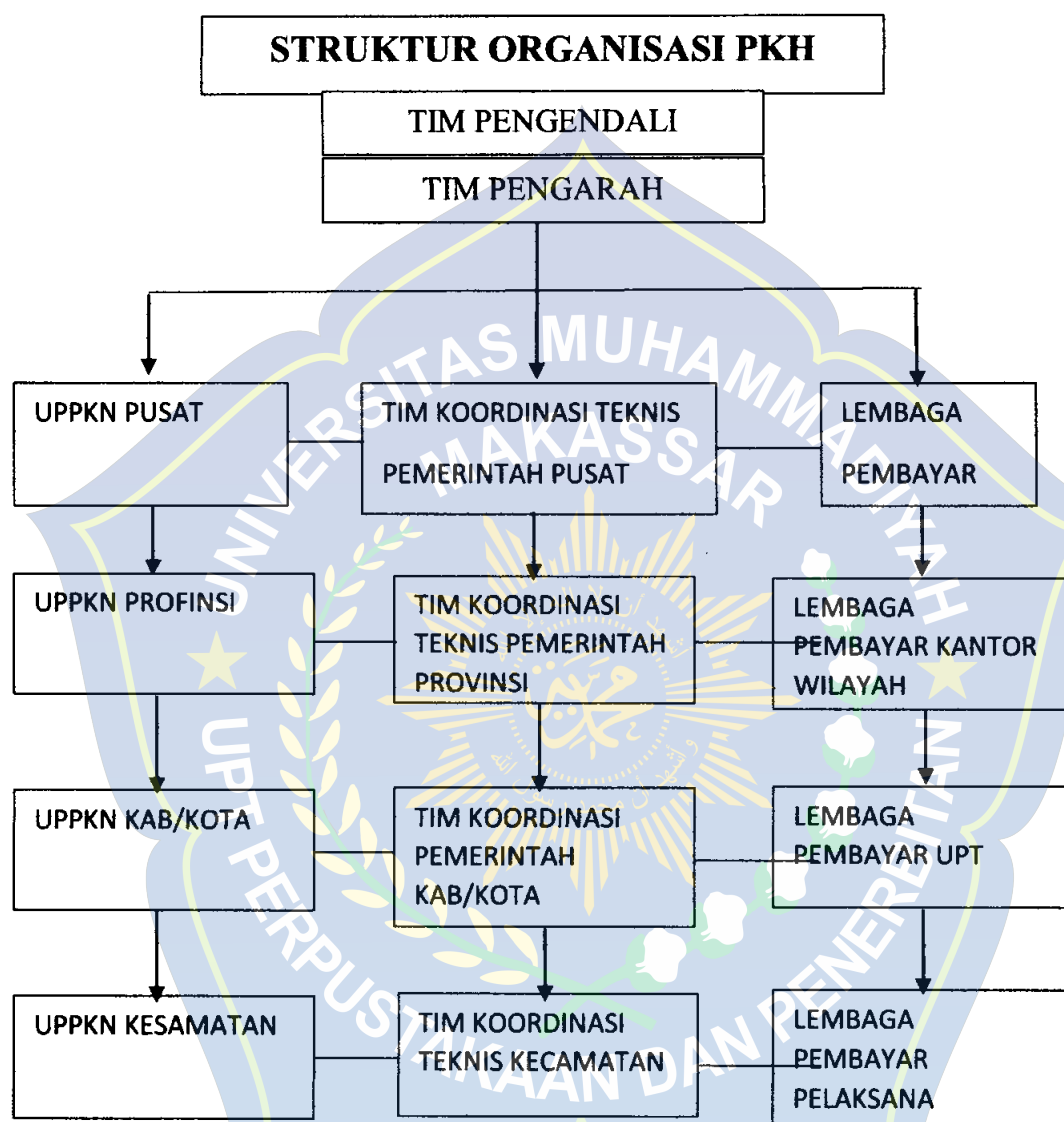 STRUKTUR ORGANISASI PKH
TIM PENGENDALI
TIM PENGARAH
UPPKN PUSAT
TIM KOORDINASI TEKNIS
PEMERINTAH PUSAT
LEMBAGA
PEMBAYAR
UPPKN PROFINSI
TIM KOORDINASI
TEKNIS PEMERINTAH
PROVINSI
LEMBAGA
PEMBAYAR KANTOR
WILAYAH
UPPKN KAB/KOTA
TIM KOORDINASI
PEMERINTAH
KAB/KOTA
LEMBAGA
PEMBAYAR UPT
UPPKN KESAMATAN
TIM KOORDINASI
TEKNIS KECAMATAN
LEMBAGA
PEMBAYAR
PELAKSANA
UNIVERSITAS MUHAMMADIYAH
MAKASSAR
UPT PERPUSTAKAAN DAN PENERBITAN